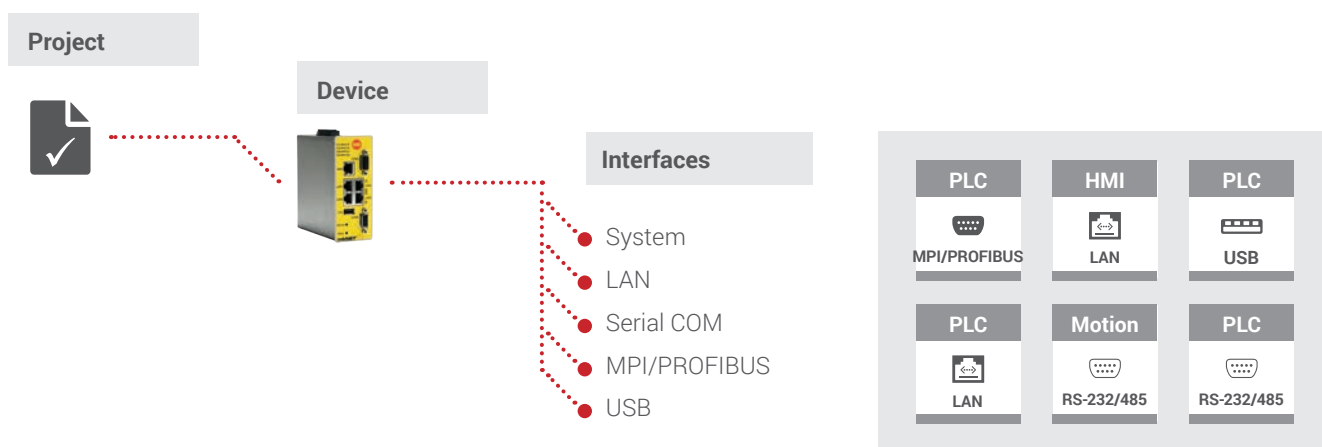 Project
Device
Interfaces
System
LAN
Serial COM
MPI/PROFIBUS
USB
PLC
HMI
PLC
MPI/PROFIBUS
LAN
USB
PLC
Motion
PLC
LAN
RS-232/485
RS-232/485